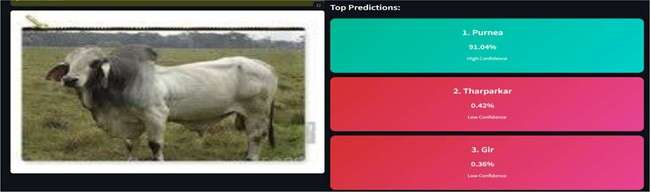 Top Predictions:
1. Purnea
91.04%
High Confidence
2. Tharparkar
0.42%
Low Confidence
3. Gir
0.36%
Low Confidence